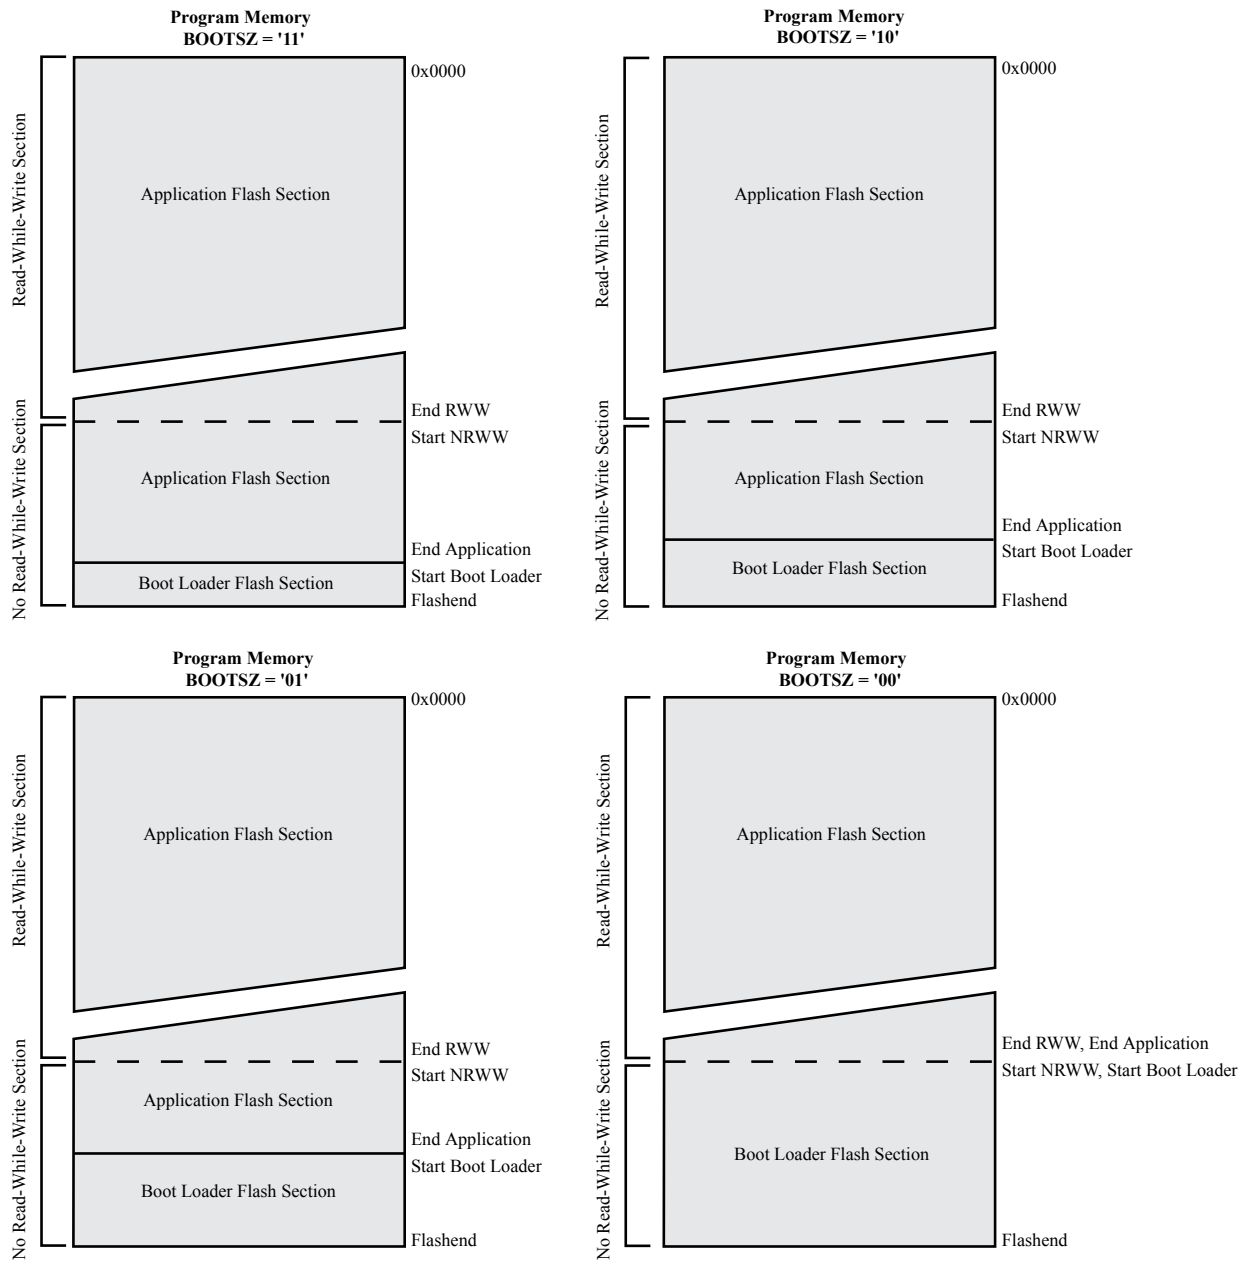 Program Memory
BOOTSZ = '11'
0x0000
Read-While-Write Section
Application Flash Section
End RWW
Start NRWW
No Read-While-Write Section
Application Flash Section
End Application
Start Boot Loader
Boot Loader Flash Section
Flashend
Program Memory
BOOTSZ = '10'
0x0000
Read-While-Write Section
Application Flash Section
End RWW
Start NRWW
No Read-While-Write Section
Application Flash Section
End Application
Start Boot Loader
Boot Loader Flash Section
Flashend
Program Memory
BOOTSZ = '01'
0x0000
Read-While-Write Section
Application Flash Section
End RWW
Start NRWW
No Read-While-Write Section
Application Flash Section
End Application
Start Boot Loader
Boot Loader Flash Section
Flashend
Program Memory
BOOTSZ = '00'
0x0000
Read-While-Write Section
Application Flash Section
End RWW, End Application
Start NRWW, Start Boot Loader
No Read-While-Write Section
Boot Loader Flash Section
Flashend